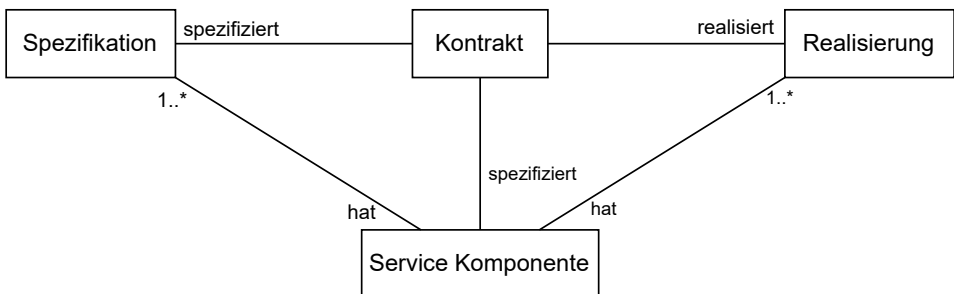 Spezifikation
spezifiziert
Kontrakt
realisiert
Realisierung
1..*
1..*
spezifiziert
hat
hat
Service Komponente